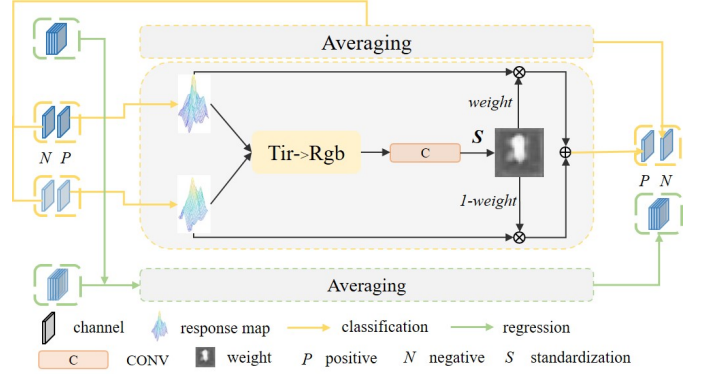 Averaging
weight
N P
Tir->Rgb
C
S
P N
1-weight
Averaging
channel
response map
classification
regression
C
CONV
weight
P positive
N negative
S standardization